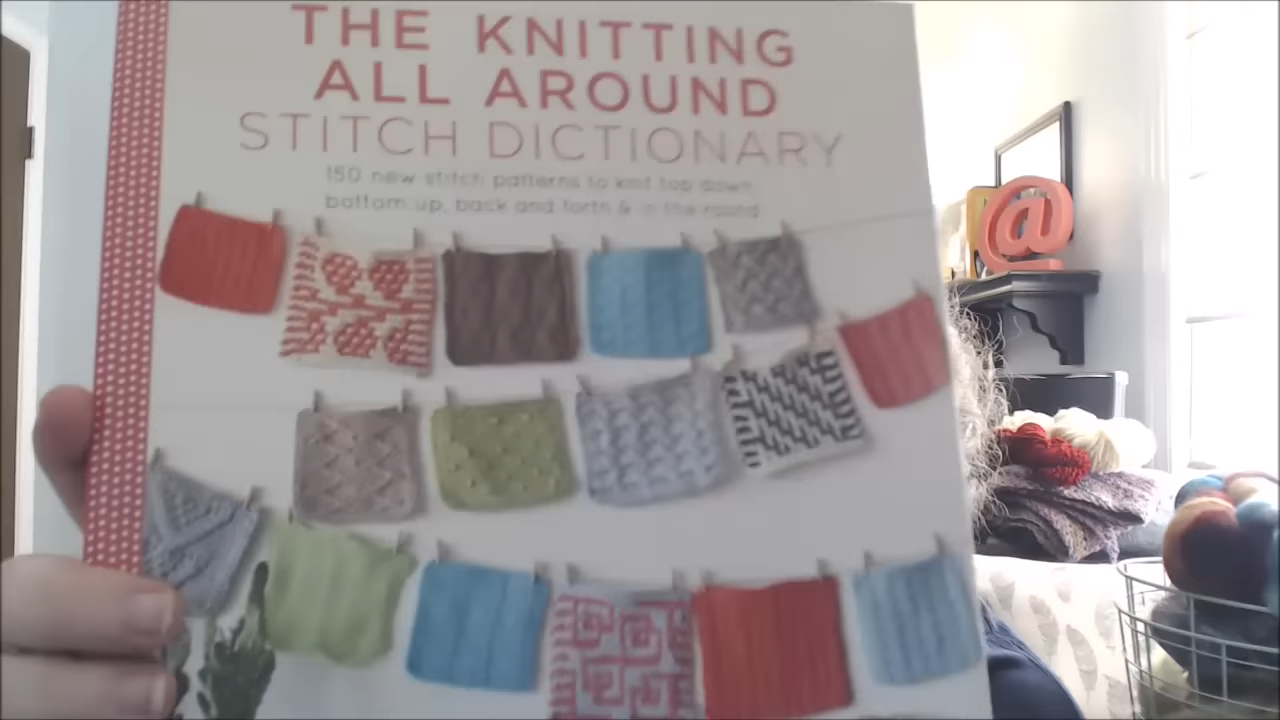 THE KNITTING
ALL AROUND
STITCH DICTIONARY
150 new stitch patterns to knit top down,
bottom up, back and forth & in the round
@